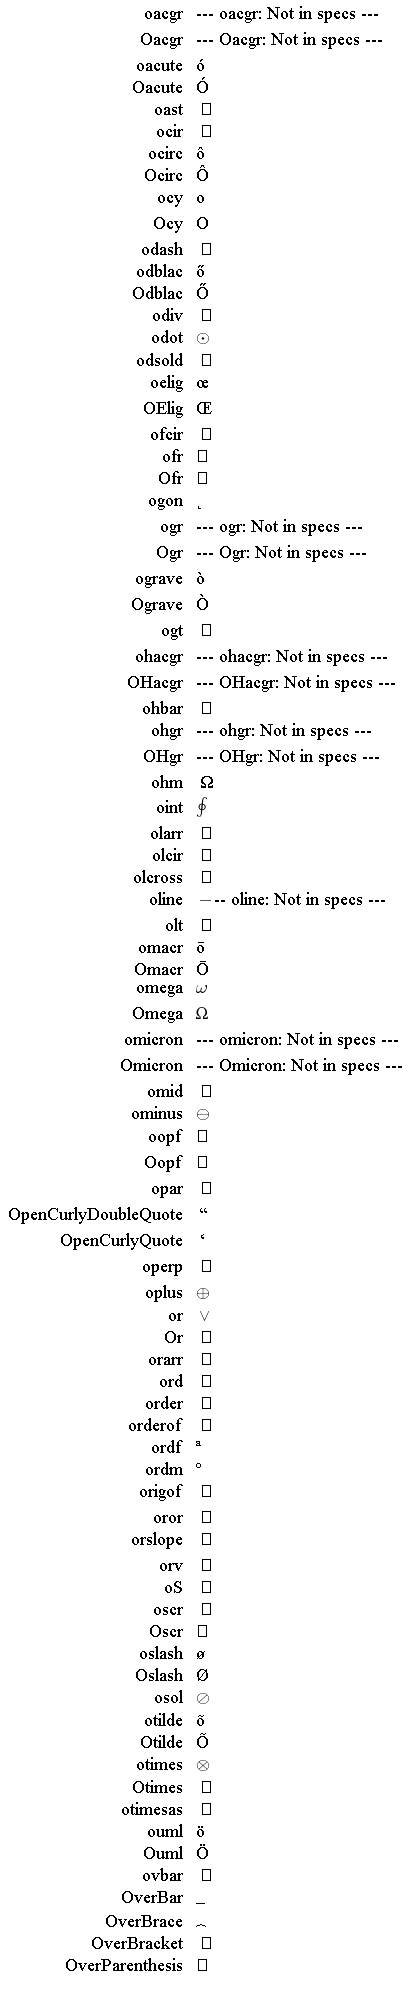 oacgr --- oacgr: Not in specs ---
Oacgr --- Oacgr: Not in specs ---
oacute ó
Oacute Ó
oast □
ocir □
ocirc ô
Ocirc Ô
ocy о
Ocy О
odash □
odblac ő
Odblac Ő
odiv □
odot ⊙
odsold □
oelig œ
OElig Œ
ofcir □
ofr □
Ofr □
ogon ˛
ogr --- ogr: Not in specs ---
Ogr --- Ogr: Not in specs ---
ograve ò
Ograve Ò
ogt □
ohacgr --- ohacgr: Not in specs ---
OHacgr --- OHacgr: Not in specs ---
ohbar □
ohgr --- ohgr: Not in specs ---
OHgr --- OHgr: Not in specs ---
ohm Ω
oint ∮
olarr □
olcir □
olcross □
oline --- oline: Not in specs ---
olt □
omacr ō
Omacr Ō
omega ω
Omega Ω
omicron --- omicron: Not in specs ---
Omicron --- Omicron: Not in specs ---
omid □
ominus ⊖
oopf □
Oopf □
opar □
OpenCurlyDoubleQuote “
OpenCurlyQuote ‘
operp □
oplus ⊕
or ∨
Or □
orarr □
ord □
order □
orderof □
ordf ª
ordm º
origof □
oror □
orslope □
orv □
oS □
oscr □
Oscr □
oslash ø
Oslash Ø
osol ⊘
otilde õ
Otilde Õ
otimes ⊗
Otimes □
otimesas □
ouml ö
Ouml Ö
ovbar □
OverBar _
OverBrace ︷
OverBracket □
OverParenthesis □